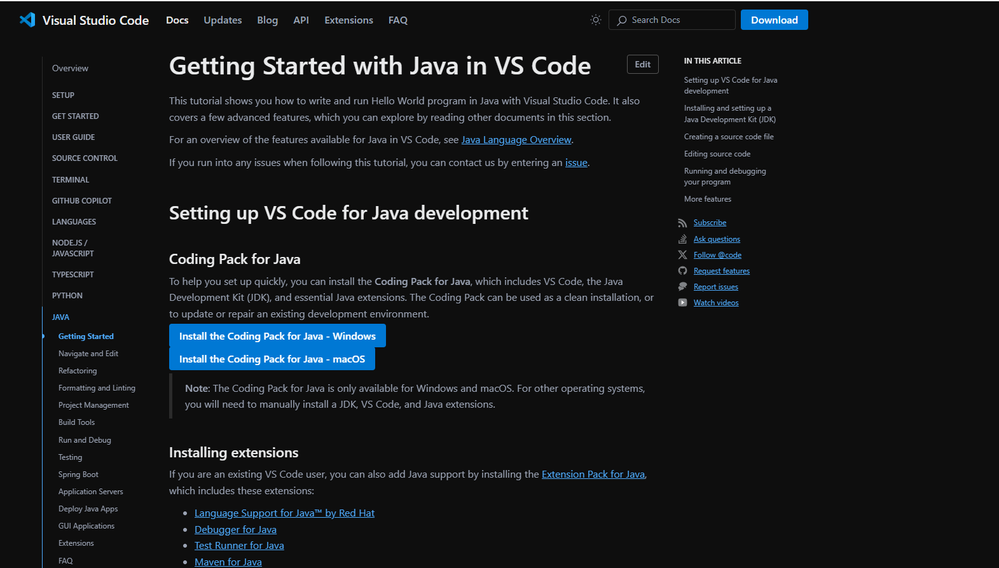 Visual Studio Code Docs Updates Blog API Extensions FAQ Search Docs Download
Overview
SETUP
GET STARTED
USER GUIDE
SOURCE CONTROL
TERMINAL
GITHUB COPILOT
LANGUAGES
NODE.JS /
JAVASCRIPT
TYPESCRIPT
PYTHON
JAVA
Getting Started
Navigate and Edit
Refactoring
Formatting and Linting
Project Management
Build Tools
Run and Debug
Testing
Spring Boot
Application Servers
Deploy Java Apps
GUI Applications
Extensions
FAQ
Getting Started with Java in VS Code
Edit
This tutorial shows you how to write and run Hello World program in Java with Visual Studio Code. It also
covers a few advanced features, which you can explore by reading other documents in this section.
For an overview of the features available for Java in VS Code, see Java Language Overview.
If you run into any issues when following this tutorial, you can contact us by entering an issue.
Setting up VS Code for Java development
Coding Pack for Java
To help you set up quickly, you can install the Coding Pack for Java, which includes VS Code, the Java
Development Kit (JDK), and essential Java extensions. The Coding Pack can be used as a clean installation, or
to update or repair an existing development environment.
Install the Coding Pack for Java - Windows
Install the Coding Pack for Java - macOS
Note: The Coding Pack for Java is only available for Windows and macOS. For other operating systems,
you will need to manually install a JDK, VS Code, and Java extensions.
Installing extensions
If you are an existing VS Code user, you can also add Java support by installing the Extension Pack for Java,
which includes these extensions:
• Language Support for Java™ by Red Hat
• Debugger for Java
• Test Runner for Java
• Maven for Java
IN THIS ARTICLE
Setting up VS Code for Java
development
Installing and setting up a
Java Development Kit (JDK)
Creating a source code file
Editing source code
Running and debugging
your program
More features
Subscribe
Ask questions
Follow @code
Request features
Report issues
Watch videos